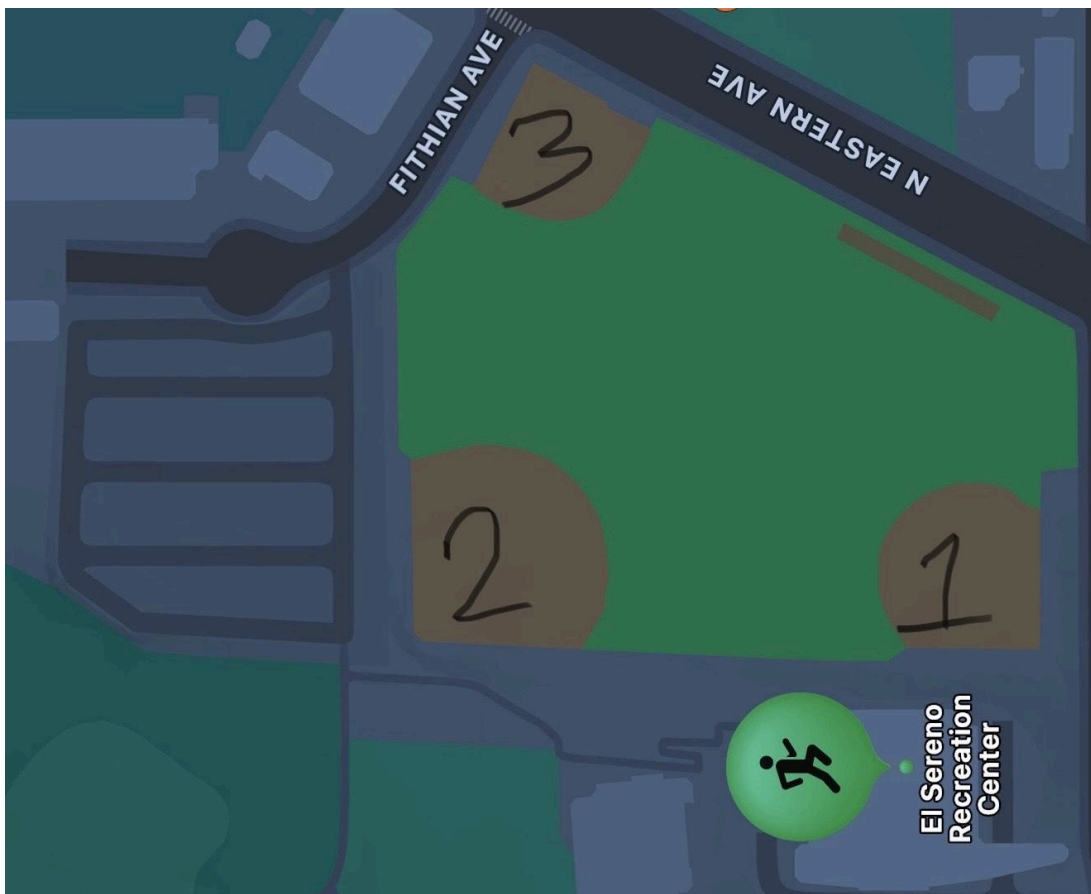 FITHIAN AVE
N EASTERN AVE
3
2
1
El Sereno
Recreation
Center